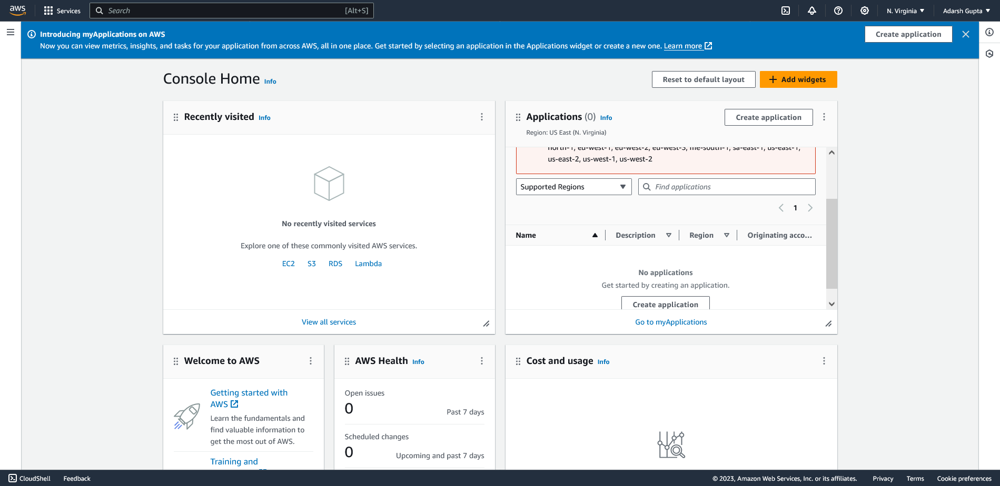 aws
Services
Search
[Alt+S]
N. Virginia
Adarsh Gupta
Introducing myApplications on AWS
Now you can view metrics, insights, and tasks for your application from across AWS, all in one place. Get started by selecting an application in the Applications widget or create a new one. Learn more
Create application
Console Home Info
Reset to default layout
Add widgets
Recently visited Info
No recently visited services
Explore one of these commonly visited AWS services.
EC2 S3 RDS Lambda
View all services
Applications (0) Info
Create application
Region: US East (N. Virginia)
north-1, eu-west-1, eu-west-2, eu-west-3, me-south-1, sa-east-1, us-east-1,
us-east-2, us-west-1, us-west-2
Supported Regions
Find applications
1
Name Description Region Originating acco...
No applications
Get started by creating an application.
Create application
Go to myApplications
Welcome to AWS
Getting started with
AWS
Learn the fundamentals and
find valuable information to
get the most out of AWS.
Training and
AWS Health Info
Open issues
0
Past 7 days
Scheduled changes
0
Upcoming and past 7 days
Cost and usage Info
CloudShell
Feedback
© 2023, Amazon Web Services, Inc. or its affiliates.
Privacy
Terms
Cookie preferences